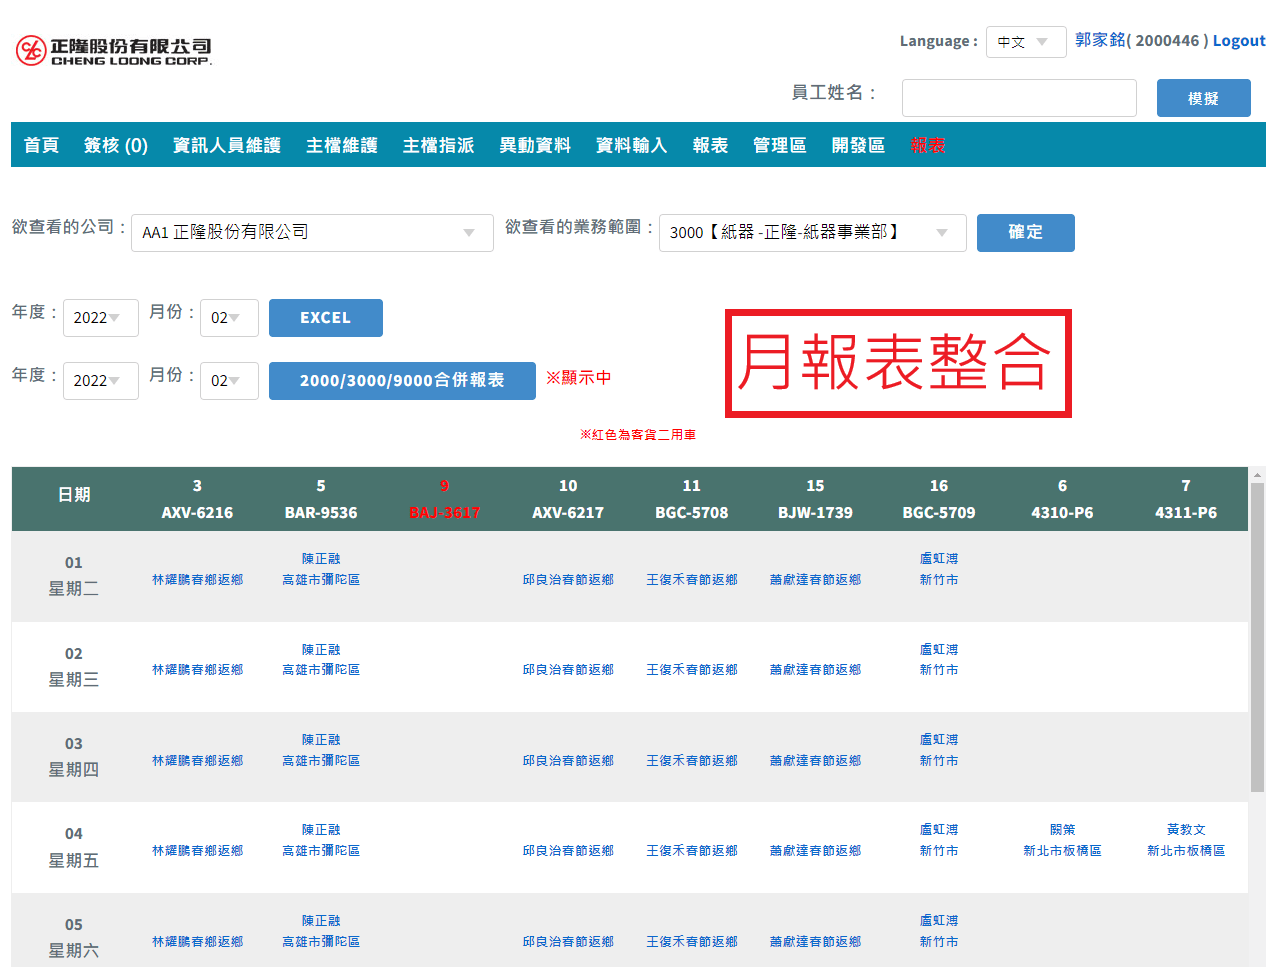 正隆股份有限公司
CHENG LOONG CORP.
Language : 中文 郭家銘( 2000446 ) Logout
員工姓名： 模擬
首頁 簽核 (0) 資訊人員維護 主檔維護 主檔指派 異動資料 資料輸入 報表 管理區 開發區 報表
欲查看的公司： AA1 正隆股份有限公司 欲查看的業務範圍： 3000【 紙器 -正隆-紙器事業部】 確定
年度： 2022 月份： 02 EXCEL
月報表整合
年度： 2022 月份： 02 2000/3000/9000合併報表 ※顯示中
※紅色為客貨二用車
日期 3 5 9 10 11 15 16 6 7
AXV-6216 BAR-9536 BAJ-3617 AXV-6217 BGC-5708 BJW-1739 BGC-5709 4310-P6 4311-P6
01 陳正融 盧虹溥
星期二 林耀鵬春鄉返鄉 高雄市彌陀區 邱良治春節返鄉 王復禾春節返鄉 蕭獻達春節返鄉 新竹市
02 陳正融 盧虹溥
星期三 林耀鵬春鄉返鄉 高雄市彌陀區 邱良治春節返鄉 王復禾春節返鄉 蕭獻達春節返鄉 新竹市
03 陳正融 盧虹溥
星期四 林耀鵬春鄉返鄉 高雄市彌陀區 邱良治春節返鄉 王復禾春節返鄉 蕭獻達春節返鄉 新竹市
04 陳正融 盧虹溥 關策 黃教文
星期五 林耀鵬春鄉返鄉 高雄市彌陀區 邱良治春節返鄉 王復禾春節返鄉 蕭獻達春節返鄉 新竹市 新北市板橋區 新北市板橋區
05 陳正融 盧虹溥
星期六 林耀鵬春鄉返鄉 高雄市彌陀區 邱良治春節返鄉 王復禾春節返鄉 蕭獻達春節返鄉 新竹市